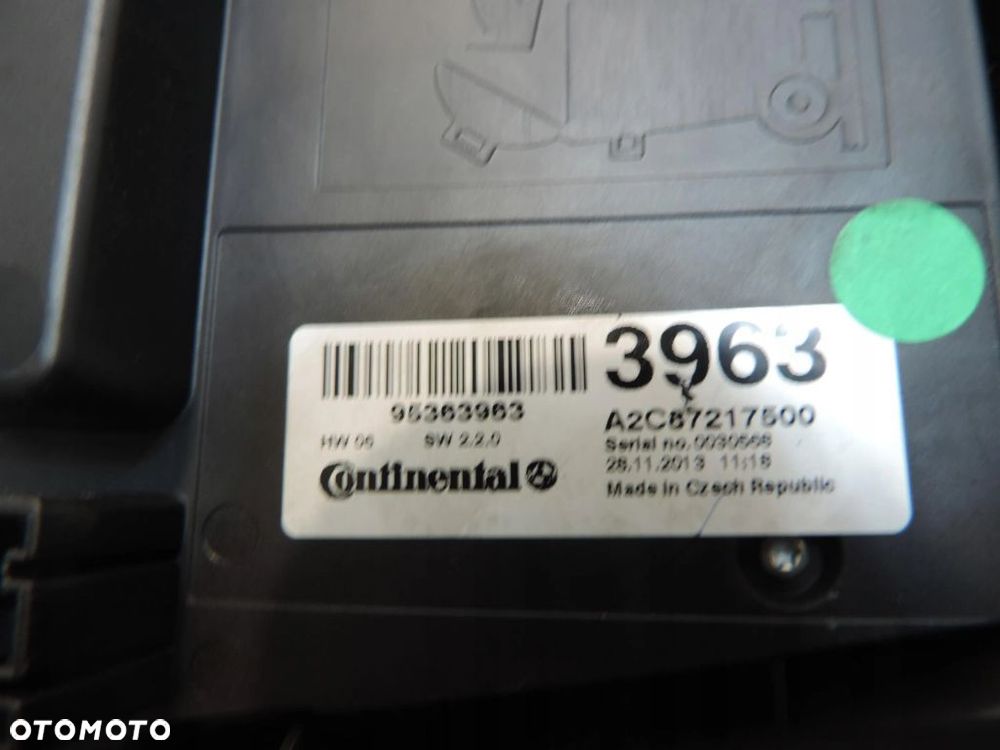 3963
95363963
A2C87217500
HW 06 SW 2.2.0
Serial no. 0030568
Continental
28.11.2013 11:18
Made in Czech Republic
OTOMOTO